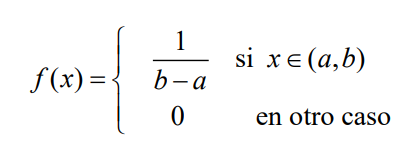 f(x) = { 1/(b − a) si x ∈ (a,b)
0 en otro caso